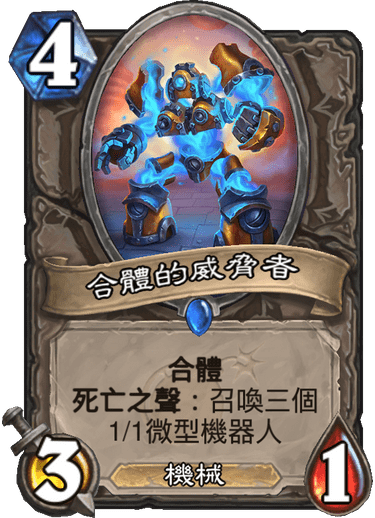 4
合體的威脅者
合體
死亡之聲：召喚三個
1/1微型機器人
3
機械
1